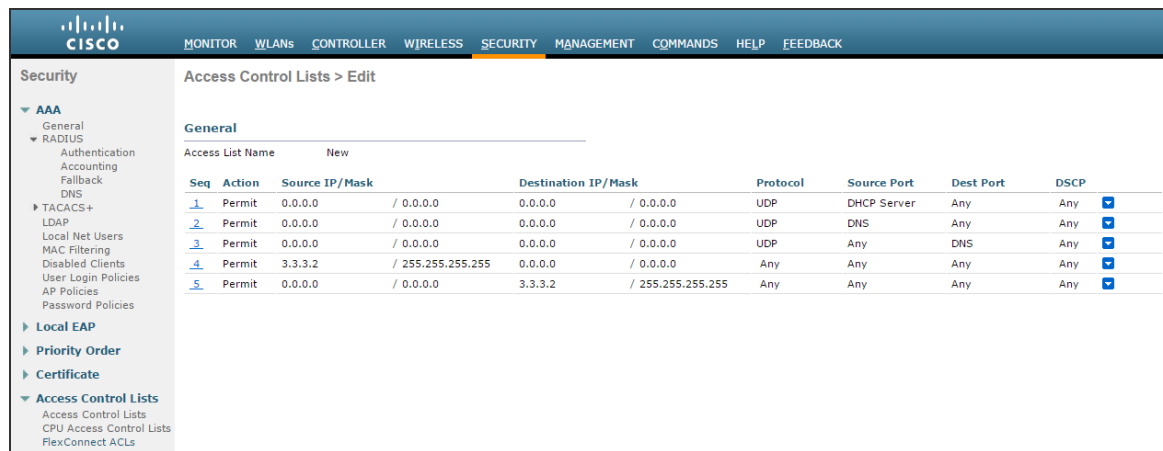 CISCO
MONITOR WLANs CONTROLLER WIRELESS SECURITY MANAGEMENT COMMANDS HELP FEEDBACK
Security
AAA
General
RADIUS
Authentication
Accounting
Fallback
DNS
TACACS+
LDAP
Local Net Users
MAC Filtering
Disabled Clients
User Login Policies
AP Policies
Password Policies
Local EAP
Priority Order
Certificate
Access Control Lists
Access Control Lists
CPU Access Control Lists
FlexConnect ACLs
Access Control Lists > Edit
General
Access List Name New
Seq Action Source IP/Mask Destination IP/Mask Protocol Source Port Dest Port DSCP
1 Permit 0.0.0.0 / 0.0.0.0 0.0.0.0 / 0.0.0.0 UDP DHCP Server Any Any
2 Permit 0.0.0.0 / 0.0.0.0 0.0.0.0 / 0.0.0.0 UDP DNS Any Any
3 Permit 0.0.0.0 / 0.0.0.0 0.0.0.0 / 0.0.0.0 UDP Any DNS Any
4 Permit 3.3.3.2 / 255.255.255.255 0.0.0.0 / 0.0.0.0 Any Any Any Any
5 Permit 0.0.0.0 / 0.0.0.0 3.3.3.2 / 255.255.255.255 Any Any Any Any